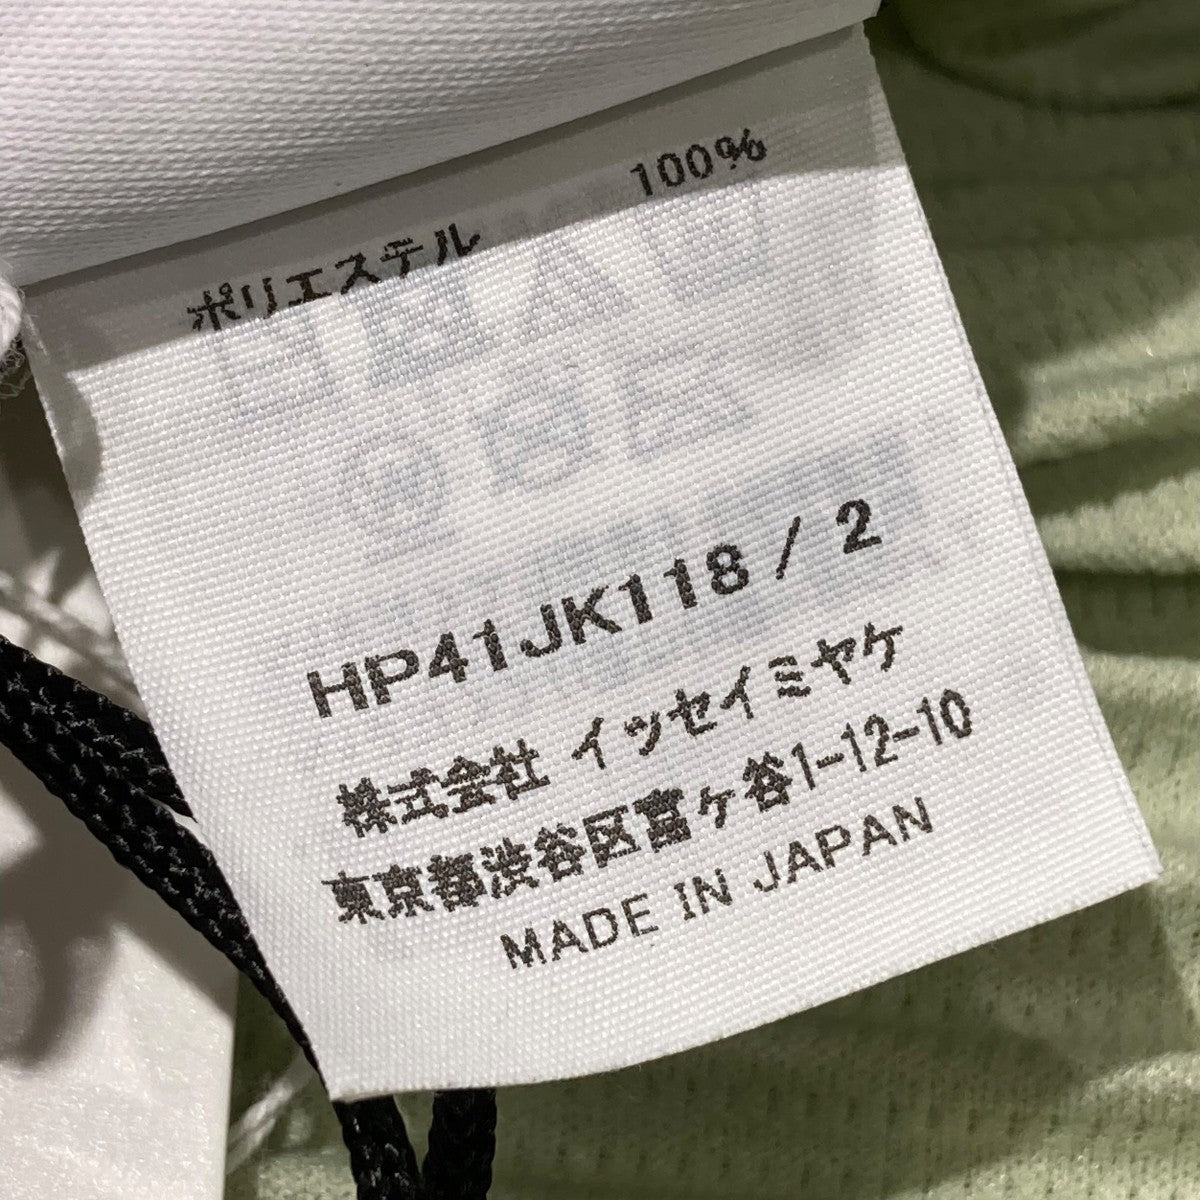 ポリエステル 100%
HP41JK118 / 2
株式会社 イッセイミヤケ
東京都渋谷区富ヶ谷1-12-10
MADE IN JAPAN